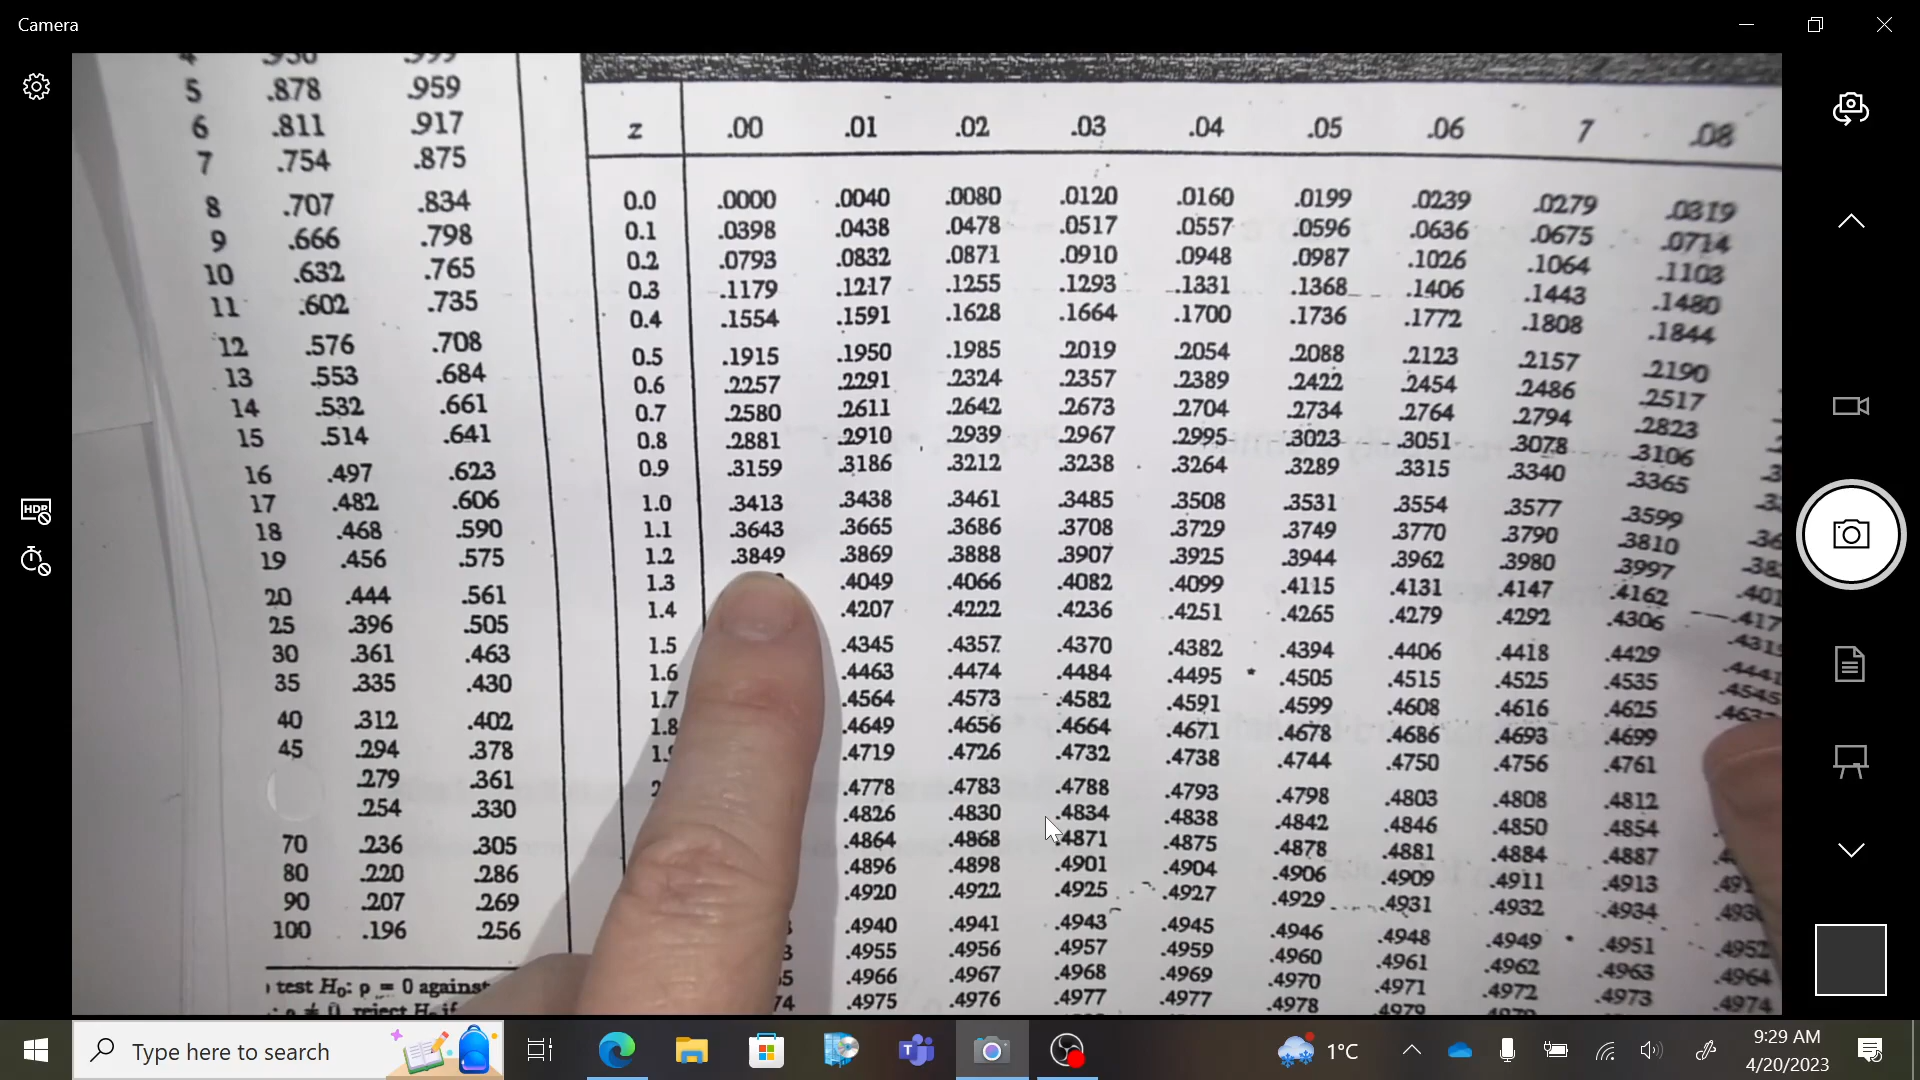 Camera
5 .878 .959
6 .811 .917
7 .754 .875
8 .707 .834
9 .666 .798
10 .632 .765
11 .602 .735
12 .576 .708
13 .553 .684
14 .532 .661
15 .514 .641
16 .497 .623
17 .482 .606
18 .468 .590
19 .456 .575
20 .444 .561
25 .396 .505
30 .361 .463
35 .335 .430
40 .312 .402
45 .294 .378
.279 .361
.254 .330
70 .236 .305
80 .220 .286
90 .207 .269
100 .196 .256
test H₀: ρ = 0 against
z .00 .01 .02 .03 .04 .05 .06 7 .08
0.0 .0000 .0040 .0080 .0120 .0160 .0199 .0239 .0279 .0319
0.1 .0398 .0438 .0478 .0517 .0557 .0596 .0636 .0675 .0714
0.2 .0793 .0832 .0871 .0910 .0948 .0987 .1026 .1064 .1103
0.3 .1179 .1217 .1255 .1293 .1331 .1368 .1406 .1443 .1480
0.4 .1554 .1591 .1628 .1664 .1700 .1736 .1772 .1808 .1844
0.5 .1915 .1950 .1985 .2019 .2054 .2088 .2123 .2157 .2190
0.6 .2257 .2291 .2324 .2357 .2389 .2422 .2454 .2486 .2517
0.7 .2580 .2611 .2642 .2673 .2704 .2734 .2764 .2794 .2823
0.8 .2881 .2910 .2939 .2967 .2995 .3023 .3051 .3078 .3106
0.9 .3159 .3186 .3212 .3238 .3264 .3289 .3315 .3340 .3365
1.0 .3413 .3438 .3461 .3485 .3508 .3531 .3554 .3577 .3599
1.1 .3643 .3665 .3686 .3708 .3729 .3749 .3770 .3790 .3810
1.2 .3849 .3869 .3888 .3907 .3925 .3944 .3962 .3980 .3997
1.3 .4049 .4066 .4082 .4099 .4115 .4131 .4147 .4162
1.4 .4207 .4222 .4236 .4251 .4265 .4279 .4292 .4306
1.5 .4345 .4357 .4370 .4382 .4394 .4406 .4418 .4429
1.6 .4463 .4474 .4484 .4495 .4505 .4515 .4525 .4535
1.7 .4564 .4573 .4582 .4591 .4599 .4608 .4616 .4625
1.8 .4649 .4656 .4664 .4671 .4678 .4686 .4693 .4699
.4719 .4726 .4732 .4738 .4744 .4750 .4756 .4761
.4778 .4783 .4788 .4793 .4798 .4803 .4808 .4812
.4826 .4830 .4834 .4838 .4842 .4846 .4850 .4854
.4864 .4868 .4871 .4875 .4878 .4881 .4884 .4887
.4896 .4898 .4901 .4904 .4906 .4909 .4911 .4913
.4920 .4922 .4925 .4927 .4929 .4931 .4932 .4934
.4940 .4941 .4943 .4945 .4946 .4948 .4949 .4951
.4955 .4956 .4957 .4959 .4960 .4961 .4962 .4963
.4966 .4967 .4968 .4969 .4970 .4971 .4972 .4973
.4975 .4976 .4977 .4977 .4978 .4979
Type here to search
1°C
9:29 AM
4/20/2023